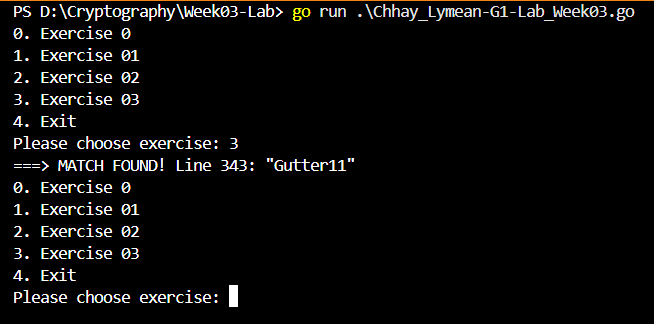 PS D:\Cryptography\Week03-Lab> go run .\Chhay_Lymean-G1-Lab_Week03.go
0. Exercise 0
1. Exercise 01
2. Exercise 02
3. Exercise 03
4. Exit
Please choose exercise: 3
===> MATCH FOUND! Line 343: "Gutter11"
0. Exercise 0
1. Exercise 01
2. Exercise 02
3. Exercise 03
4. Exit
Please choose exercise: